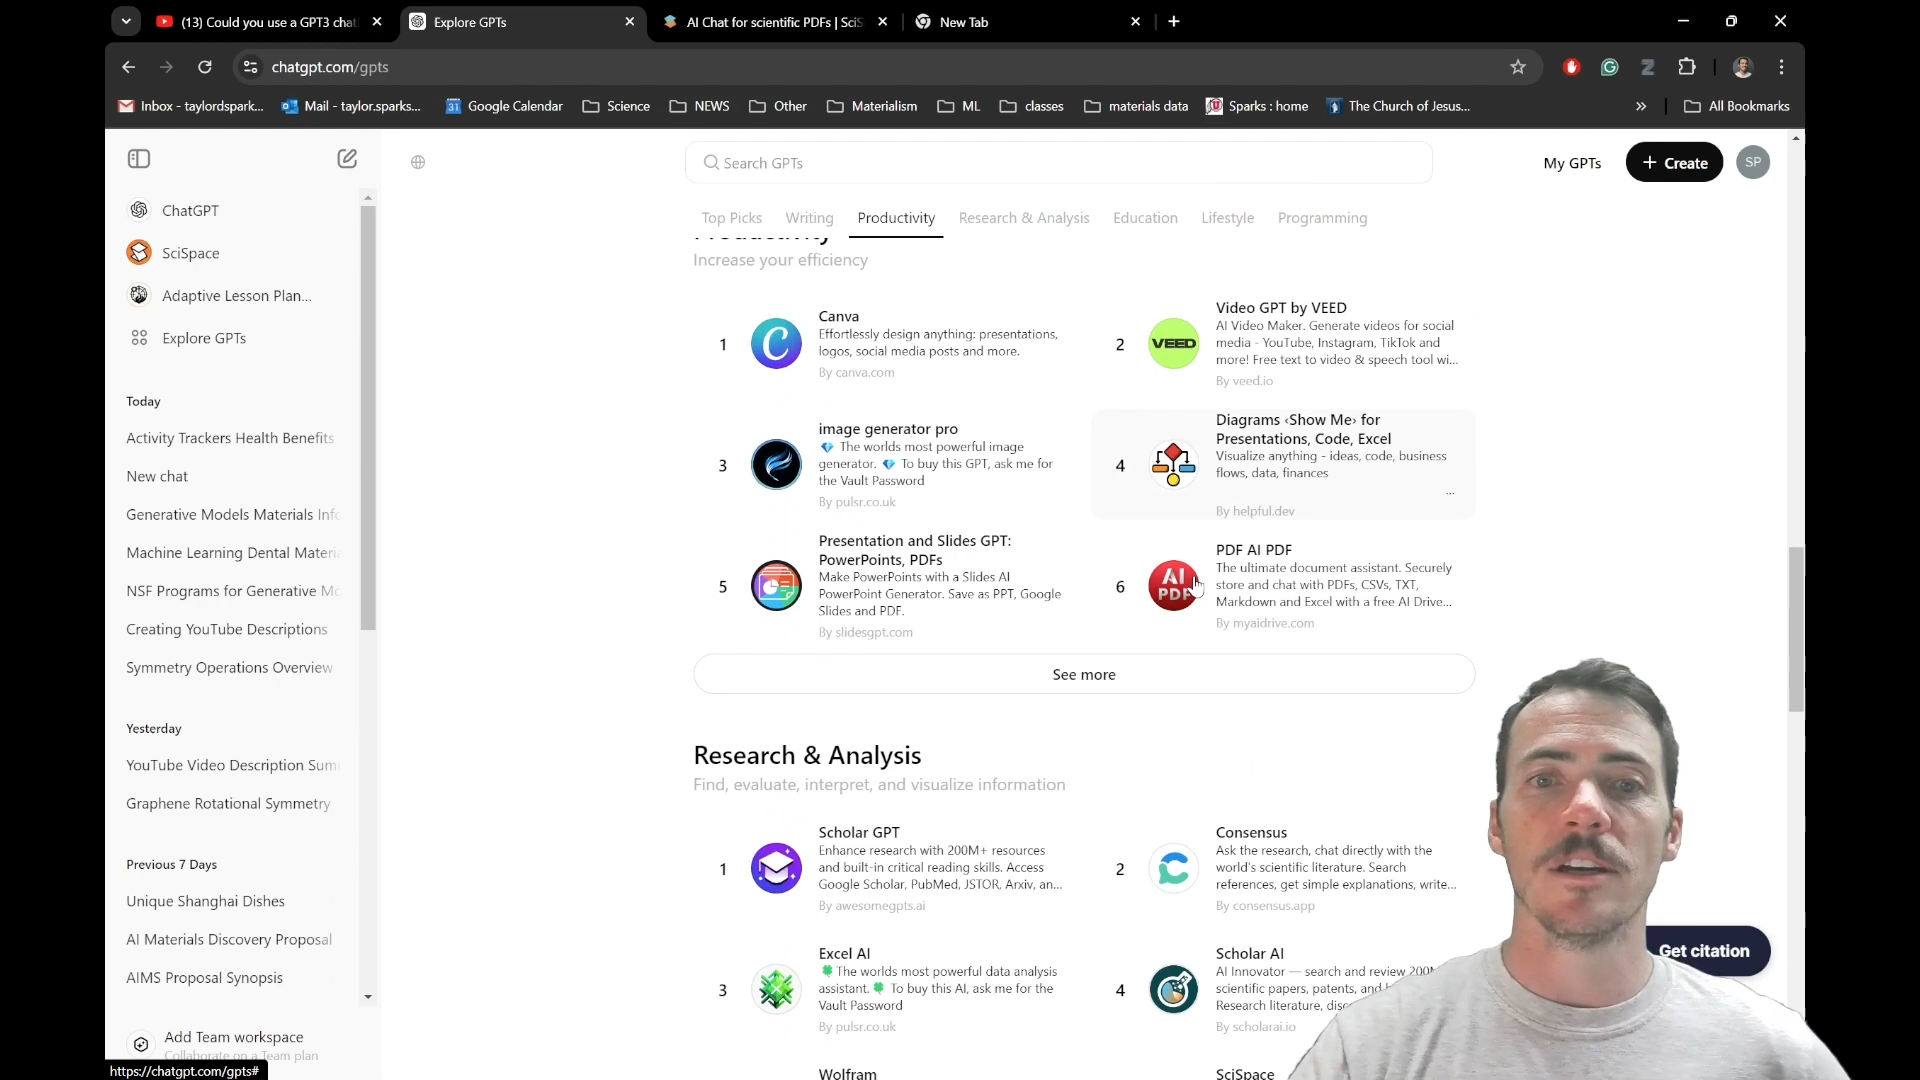 (13) Could you use a GPT3 chat
Explore GPTs
AI Chat for scientific PDFs | SciS
New Tab
chatgpt.com/gpts
Inbox - taylordspark...
Mail - taylor.sparks...
31 Google Calendar
Science
NEWS
Other
Materialism
ML
classes
materials data
Sparks : home
The Church of Jesus...
»
All Bookmarks
Search GPTs
My GPTs
+ Create
SP
ChatGPT
SciSpace
Adaptive Lesson Plan...
Explore GPTs
Today
Activity Trackers Health Benefits
New chat
Generative Models Materials Info
Machine Learning Dental Materia
NSF Programs for Generative Mo
Creating YouTube Descriptions
Symmetry Operations Overview
Yesterday
YouTube Video Description Sum
Graphene Rotational Symmetry
Previous 7 Days
Unique Shanghai Dishes
AI Materials Discovery Proposal
AIMS Proposal Synopsis
Add Team workspace
Collaborate on a Team plan
https://chatgpt.com/gpts#
Top Picks
Writing
Productivity
Research & Analysis
Education
Lifestyle
Programming
Productivity
Increase your efficiency
1
Canva
Effortlessly design anything: presentations,
logos, social media posts and more.
By canva.com
2
VEED
Video GPT by VEED
AI Video Maker. Generate videos for social
media - YouTube, Instagram, TikTok and
more! Free text to video & speech tool wi...
By veed.io
3
image generator pro
💎 The worlds most powerful image
generator. 💎 To buy this GPT, ask me for
the Vault Password
By pulsr.co.uk
4
Diagrams ‹Show Me› for
Presentations, Code, Excel
Visualize anything - ideas, code, business
flows, data, finances
...
By helpful.dev
5
Presentation and Slides GPT:
PowerPoints, PDFs
Make PowerPoints with a Slides AI
PowerPoint Generator. Save as PPT, Google
Slides and PDF.
By slidesgpt.com
6
AI
PDF
PDF AI PDF
The ultimate document assistant. Securely
store and chat with PDFs, CSVs, TXT,
Markdown and Excel with a free AI Drive...
By myaidrive.com
See more
Research & Analysis
Find, evaluate, interpret, and visualize information
1
Scholar GPT
Enhance research with 200M+ resources
and built-in critical reading skills. Access
Google Scholar, PubMed, JSTOR, Arxiv, an...
By awesomegpts.ai
2
Consensus
Ask the research, chat directly with the
world's scientific literature. Search
references, get simple explanations, write...
By consensus.app
3
Excel AI
🍀The worlds most powerful data analysis
assistant.🍀 To buy this AI, ask me for the
Vault Password
By pulsr.co.uk
4
Scholar AI
AI Innovator — search and review 200M
scientific papers, patents, and
Research literature,
By scholarai.io
Wolfram
SciSpace
Get citation